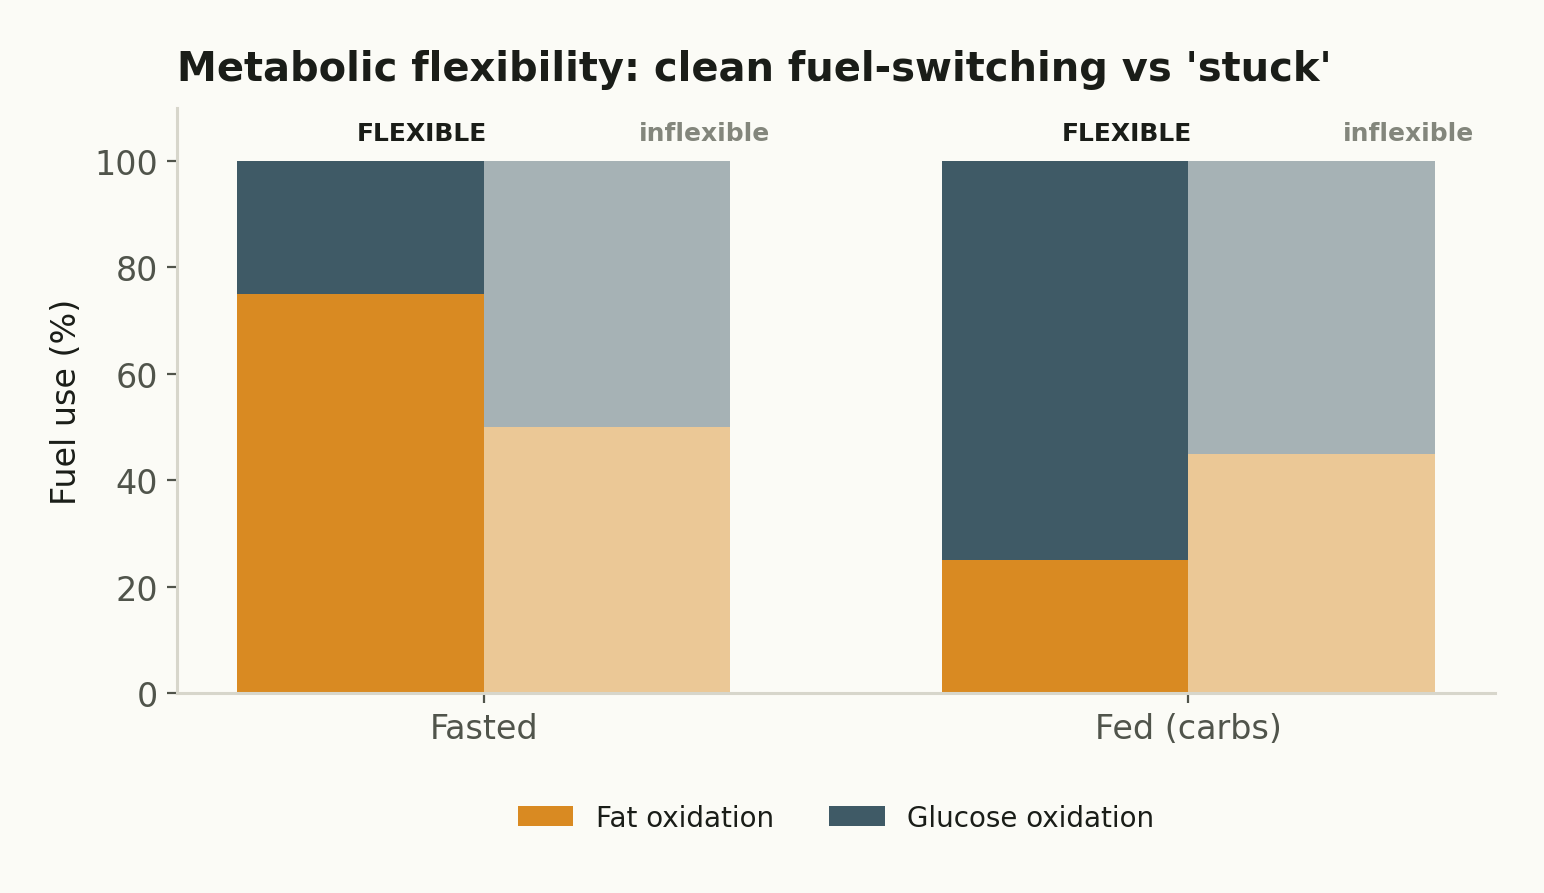 Metabolic flexibility: clean fuel-switching vs 'stuck'
FLEXIBLE inflexible FLEXIBLE inflexible
100
80
60
40
20
0
Fuel use (%)
Fasted Fed (carbs)
Fat oxidation Glucose oxidation